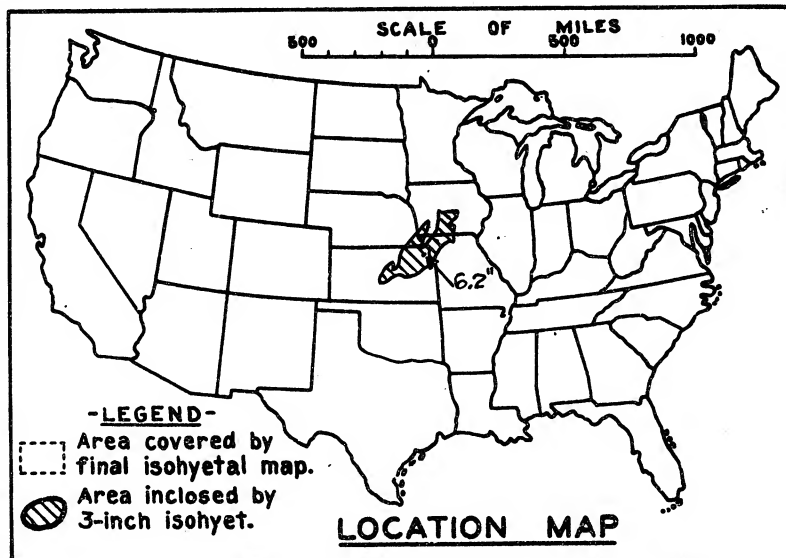 SCALE OF MILES
500 0 500 1000
6.2"
-LEGEND-
Area covered by
final isohyetal map.
Area inclosed by
3-inch isohyet.
LOCATION MAP